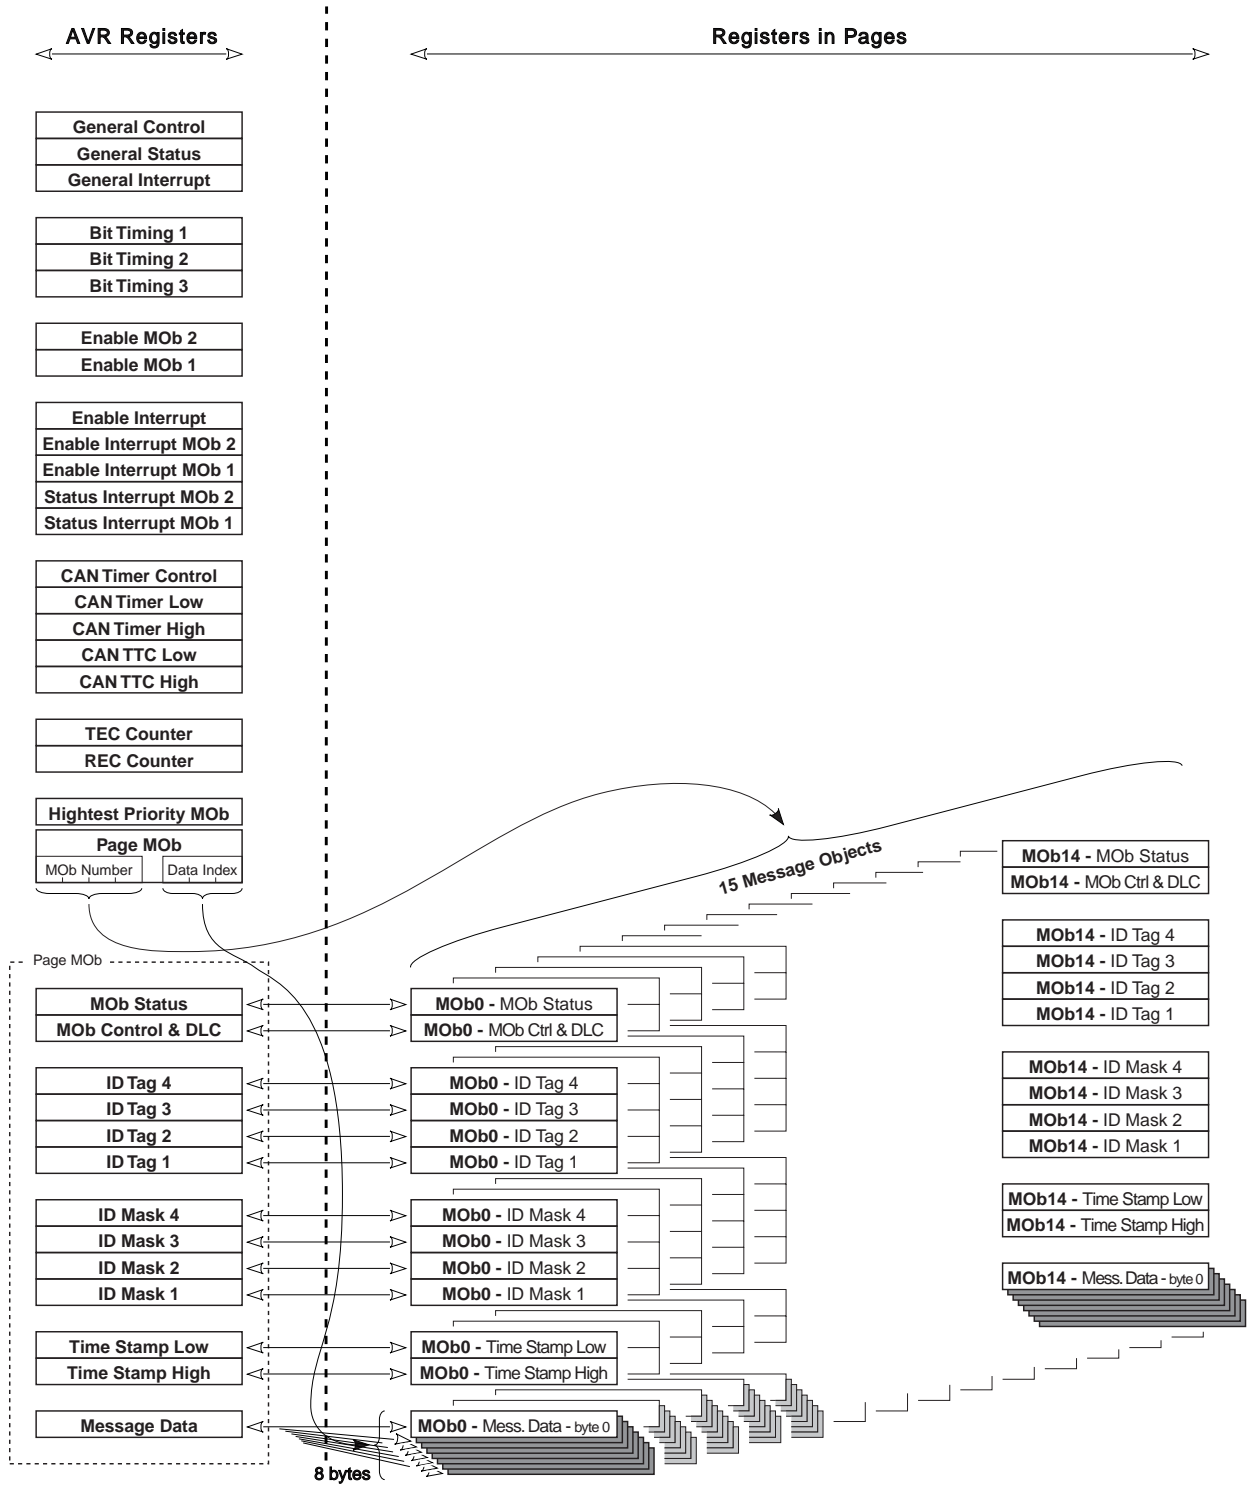 AVR Registers
Registers in Pages
General Control
General Status
General Interrupt
Bit Timing 1
Bit Timing 2
Bit Timing 3
Enable MOb 2
Enable MOb 1
Enable Interrupt
Enable Interrupt MOb 2
Enable Interrupt MOb 1
Status Interrupt MOb 2
Status Interrupt MOb 1
CAN Timer Control
CAN Timer Low
CAN Timer High
CAN TTC Low
CAN TTC High
TEC Counter
REC Counter
Hightest Priority MOb
Page MOb
MOb Number
Data Index
Page MOb
MOb Status
MOb Control & DLC
ID Tag 4
ID Tag 3
ID Tag 2
ID Tag 1
ID Mask 4
ID Mask 3
ID Mask 2
ID Mask 1
Time Stamp Low
Time Stamp High
Message Data
8 bytes
MOb0 - MOb Status
MOb0 - MOb Ctrl & DLC
MOb0 - ID Tag 4
MOb0 - ID Tag 3
MOb0 - ID Tag 2
MOb0 - ID Tag 1
MOb0 - ID Mask 4
MOb0 - ID Mask 3
MOb0 - ID Mask 2
MOb0 - ID Mask 1
MOb0 - Time Stamp Low
MOb0 - Time Stamp High
MOb0 - Mess. Data - byte 0
15 Message Objects
MOb14 - MOb Status
MOb14 - MOb Ctrl & DLC
MOb14 - ID Tag 4
MOb14 - ID Tag 3
MOb14 - ID Tag 2
MOb14 - ID Tag 1
MOb14 - ID Mask 4
MOb14 - ID Mask 3
MOb14 - ID Mask 2
MOb14 - ID Mask 1
MOb14 - Time Stamp Low
MOb14 - Time Stamp High
MOb14 - Mess. Data - byte 0